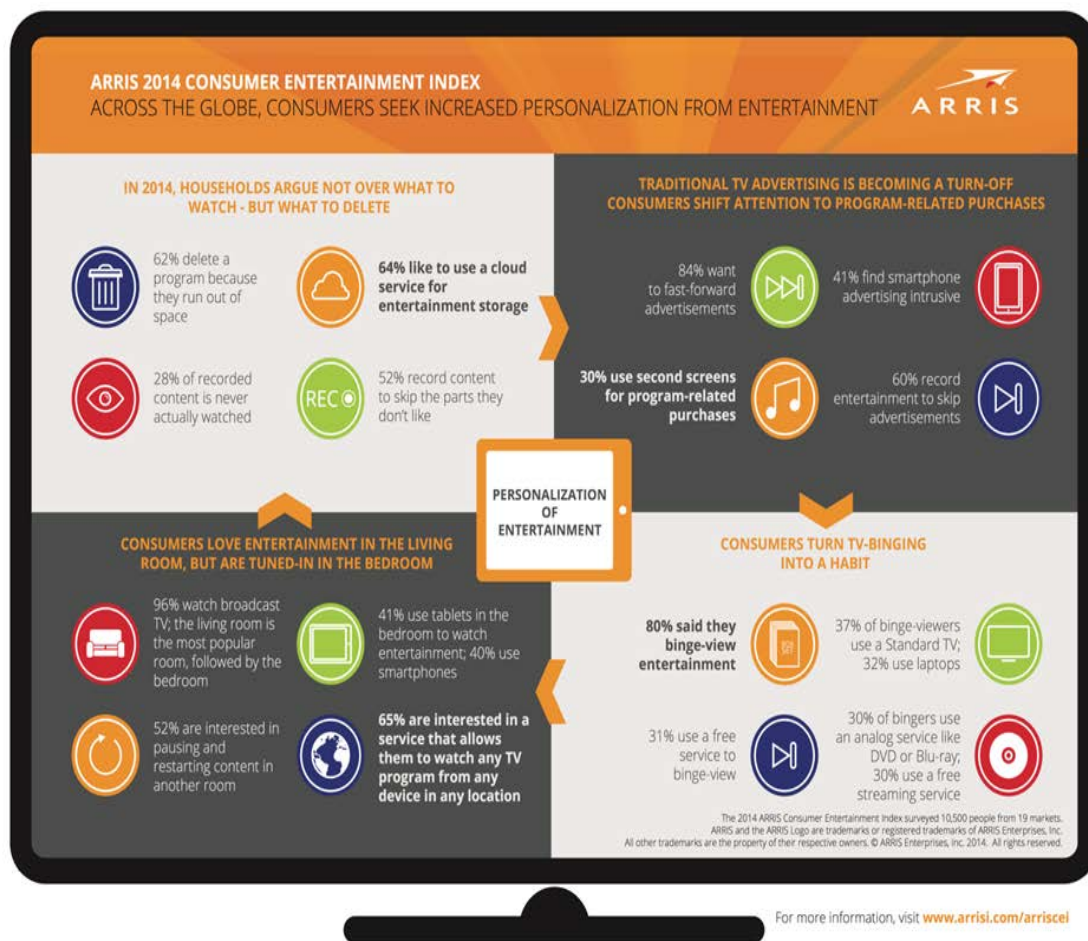 ARRIS 2014 CONSUMER ENTERTAINMENT INDEX
ACROSS THE GLOBE, CONSUMERS SEEK INCREASED PERSONALIZATION FROM ENTERTAINMENT
ARRIS
IN 2014, HOUSEHOLDS ARGUE NOT OVER WHAT TO
WATCH - BUT WHAT TO DELETE
62% delete a
program because
they run out of
space
64% like to use a cloud
service for
entertainment storage
28% of recorded
content is never
actually watched
REC
52% record content
to skip the parts they
don't like
TRADITIONAL TV ADVERTISING IS BECOMING A TURN-OFF
CONSUMERS SHIFT ATTENTION TO PROGRAM-RELATED PURCHASES
84% want
to fast-forward
advertisements
41% find smartphone
advertising intrusive
30% use second screens
for program-related
purchases
60% record
entertainment to skip
advertisements
PERSONALIZATION
OF
ENTERTAINMENT
CONSUMERS LOVE ENTERTAINMENT IN THE LIVING
ROOM, BUT ARE TUNED-IN IN THE BEDROOM
96% watch broadcast
TV; the living room is
the most popular
room, followed by the
bedroom
41% use tablets in the
bedroom to watch
entertainment; 40% use
smartphones
52% are interested in
pausing and
restarting content in
another room
65% are interested in a
service that allows
them to watch any TV
program from any
device in any location
CONSUMERS TURN TV-BINGING
INTO A HABIT
80% said they
binge-view
entertainment
BOX
SET
37% of binge-viewers
use a Standard TV;
32% use laptops
31% use a free
service to
binge-view
30% of bingers use
an analog service like
DVD or Blu-ray;
30% use a free
streaming service
The 2014 ARRIS Consumer Entertainment Index surveyed 10,500 people from 19 markets.
ARRIS and the ARRIS Logo are trademarks or registered trademarks of ARRIS Enterprises, Inc.
All other trademarks are the property of their respective owners. © ARRIS Enterprises, Inc. 2014. All rights reserved.
For more information, visit www.arrisi.com/arriscei